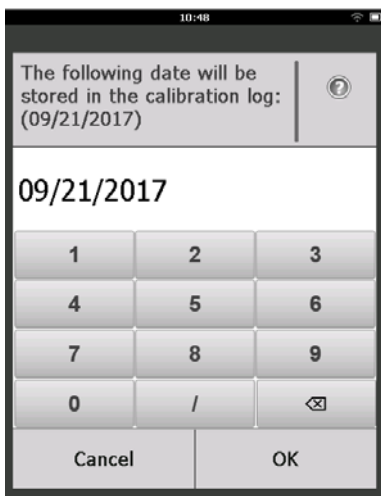 10:48
The following date will be
stored in the calibration log:
(09/21/2017)
?
09/21/2017
1 2 3
4 5 6
7 8 9
0 /
Cancel OK